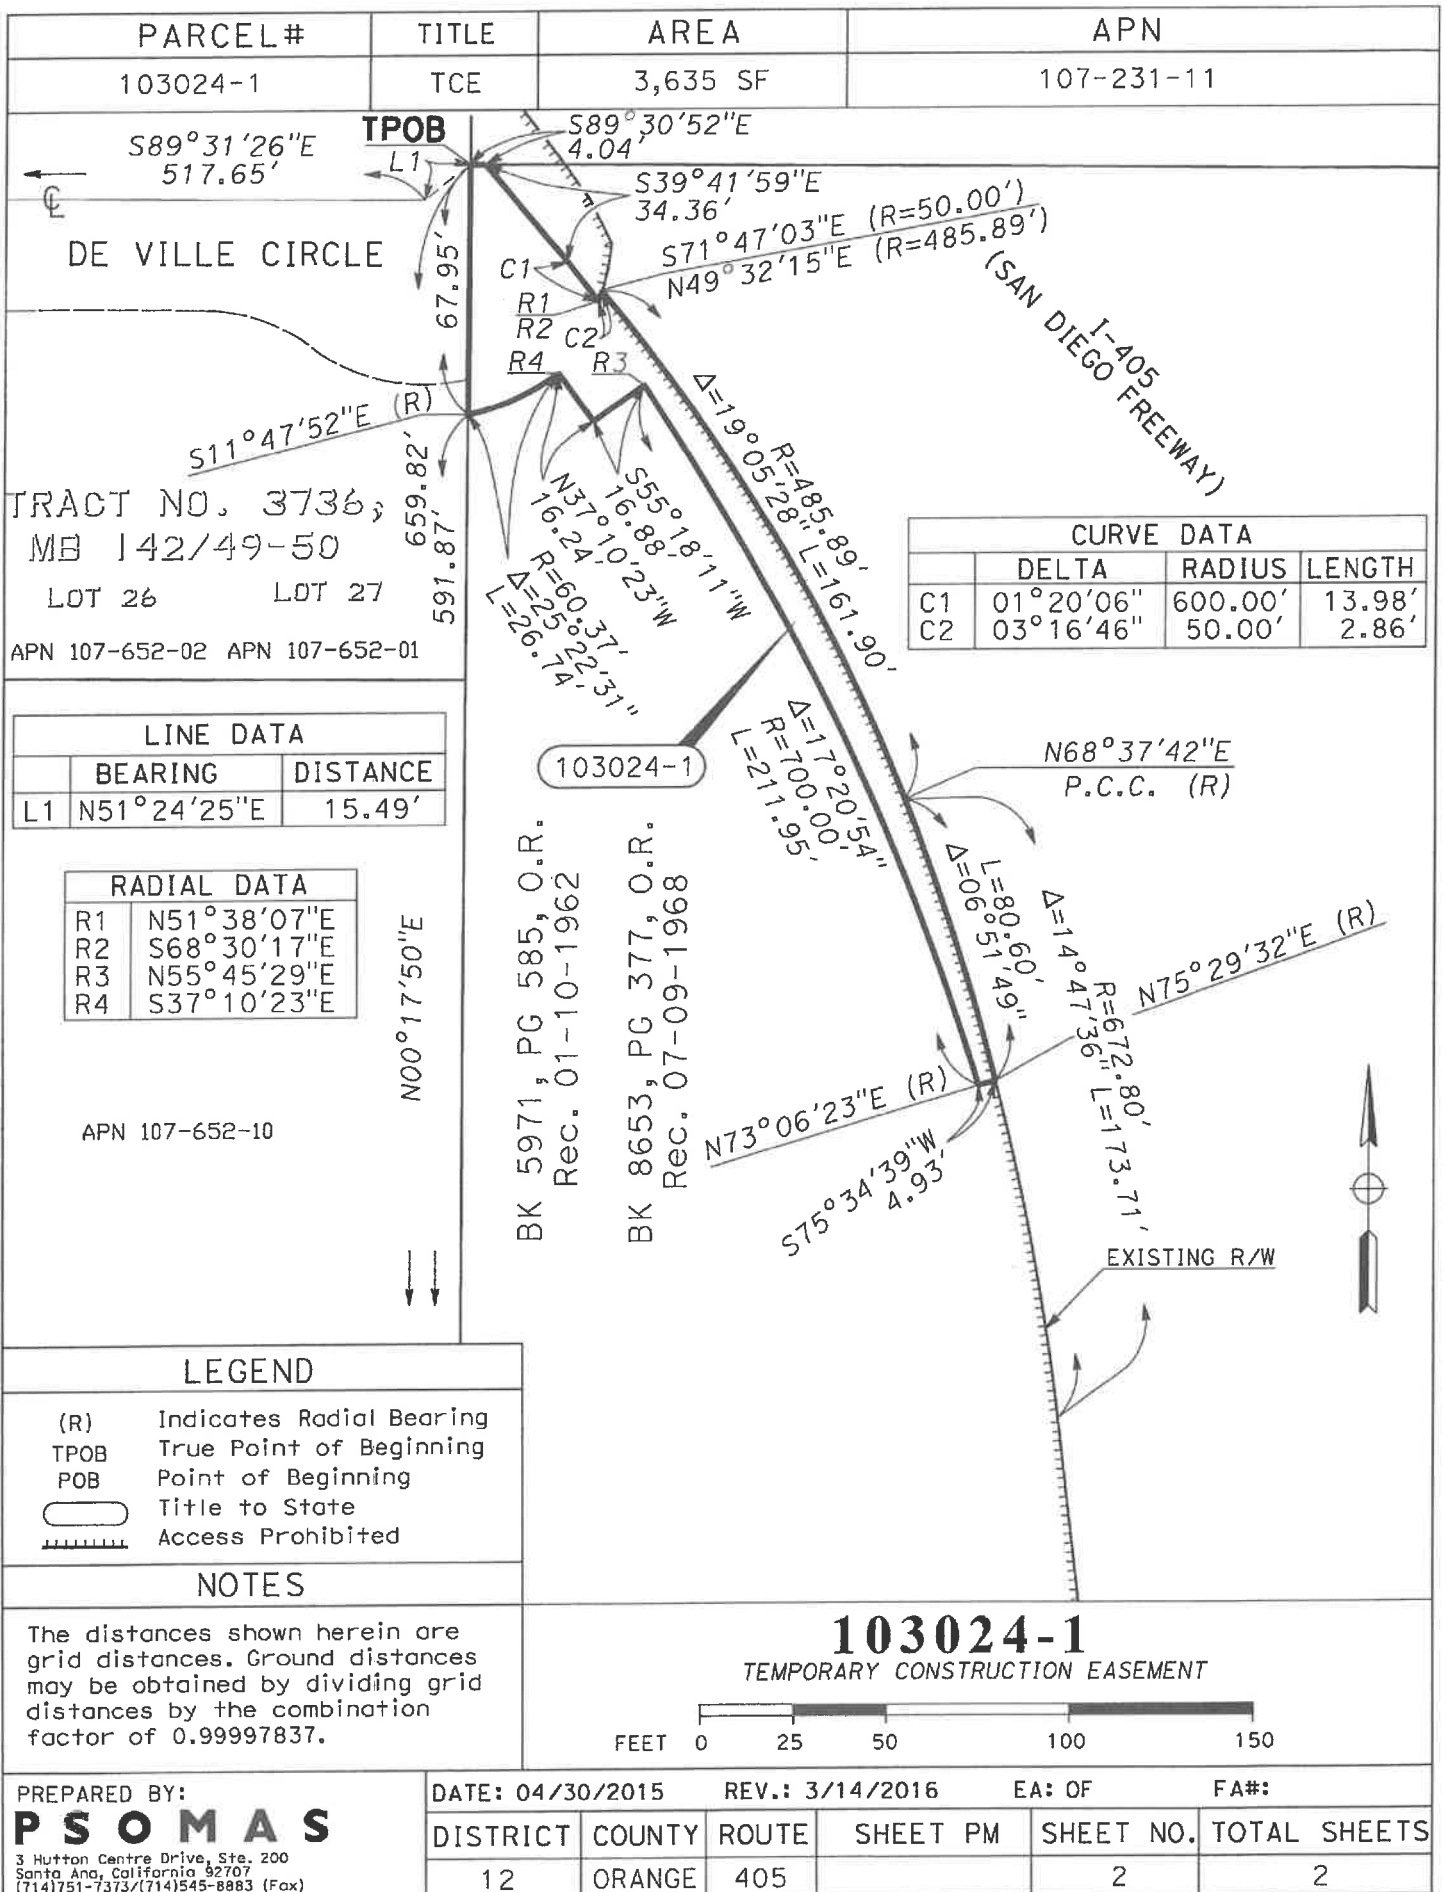 PARCEL# TITLE AREA APN
103024-1 TCE 3,635 SF 107-231-11
S89°31'26"E
517.65'
TPOB
L1
S89°30'52"E
4.04'
S39°41'59"E
34.36'
S71°47'03"E (R=50.00')
N49°32'15"E (R=485.89')
℄
DE VILLE CIRCLE
67.95'
C1
R1
R2
C2
R4
R3
I-405
(SAN DIEGO FREEWAY)
S11°47'52"E (R)
659.82'
591.87'
TRACT NO. 3736,
MB 142/49-50
LOT 26 LOT 27
APN 107-652-02 APN 107-652-01
R=485.89'
Δ=19°05'28" L=161.90'
S55°18'11"W
16.88'
N37°10'23"W
16.24'
R=60.37'
Δ=25°22'31"
L=26.74'
CURVE DATA
DELTA RADIUS LENGTH
C1 01°20'06" 600.00' 13.98'
C2 03°16'46" 50.00' 2.86'
LINE DATA
BEARING DISTANCE
L1 N51°24'25"E 15.49'
103024-1
Δ=17°20'54"
R=700.00'
L=211.95'
N68°37'42"E
P.C.C. (R)
RADIAL DATA
R1 N51°38'07"E
R2 S68°30'17"E
R3 N55°45'29"E
R4 S37°10'23"E
N00°17'50"E
BK 5971, PG 585, O.R.
Rec. 01-10-1962
BK 8653, PG 377, O.R.
Rec. 07-09-1968
L=80.60'
Δ=06°51'49"
R=672.80'
Δ=14°47'36" L=173.71'
N75°29'32"E (R)
N73°06'23"E (R)
S75°34'39"W
4.93'
APN 107-652-10
EXISTING R/W
LEGEND
(R) Indicates Radial Bearing
TPOB True Point of Beginning
POB Point of Beginning
Title to State
Access Prohibited
NOTES
The distances shown herein are
grid distances. Ground distances
may be obtained by dividing grid
distances by the combination
factor of 0.99997837.
103024-1
TEMPORARY CONSTRUCTION EASEMENT
FEET 0 25 50 100 150
PREPARED BY:
PSOMAS
3 Hutton Centre Drive, Ste. 200
Santa Ana, California 92707
(714)751-7373/(714)545-8883 (Fax)
DATE: 04/30/2015 REV.: 3/14/2016 EA: OF FA#:
DISTRICT COUNTY ROUTE SHEET PM SHEET NO. TOTAL SHEETS
12 ORANGE 405 2 2